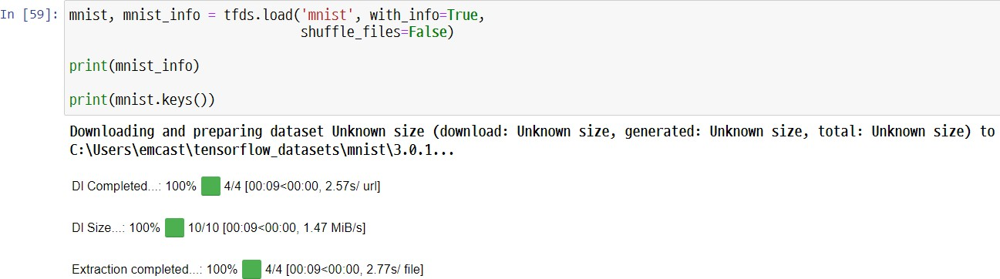 In [59]: mnist, mnist_info = tfds.load('mnist', with_info=True,
shuffle_files=False)
print(mnist_info)
print(mnist.keys())
Downloading and preparing dataset Unknown size (download: Unknown size, generated: Unknown size, total: Unknown size) to
C:\Users\emcast\tensorflow_datasets\mnist\3.0.1...
Dl Completed...: 100% 4/4 [00:09<00:00, 2.57s/ url]
Dl Size...: 100% 10/10 [00:09<00:00, 1.47 MiB/s]
Extraction completed...: 100% 4/4 [00:09<00:00, 2.77s/ file]